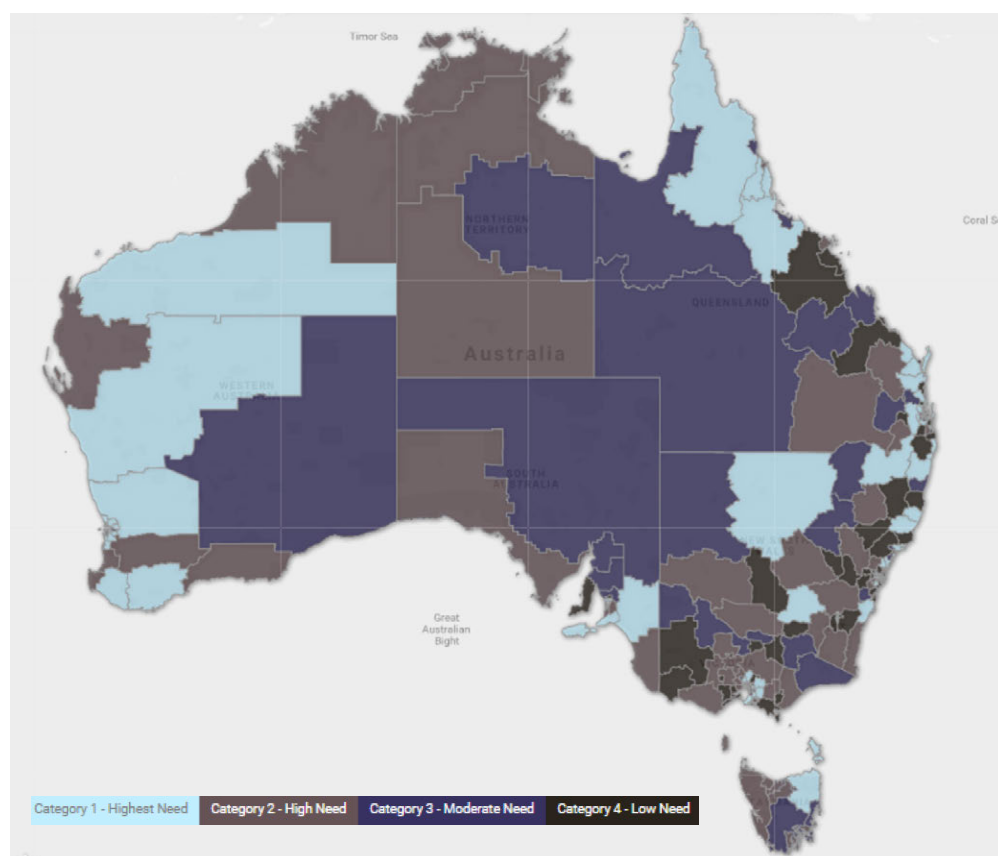 Timor Sea
Coral S
NORTHERN
TERRITORY
QUEENSLAND
Australia
WESTERN
AUSTRALIA
SOUTH
AUSTRALIA
NEW
Great
Australian
Bight
Category 1 - Highest Need
Category 2 - High Need
Category 3 - Moderate Need
Category 4 - Low Need